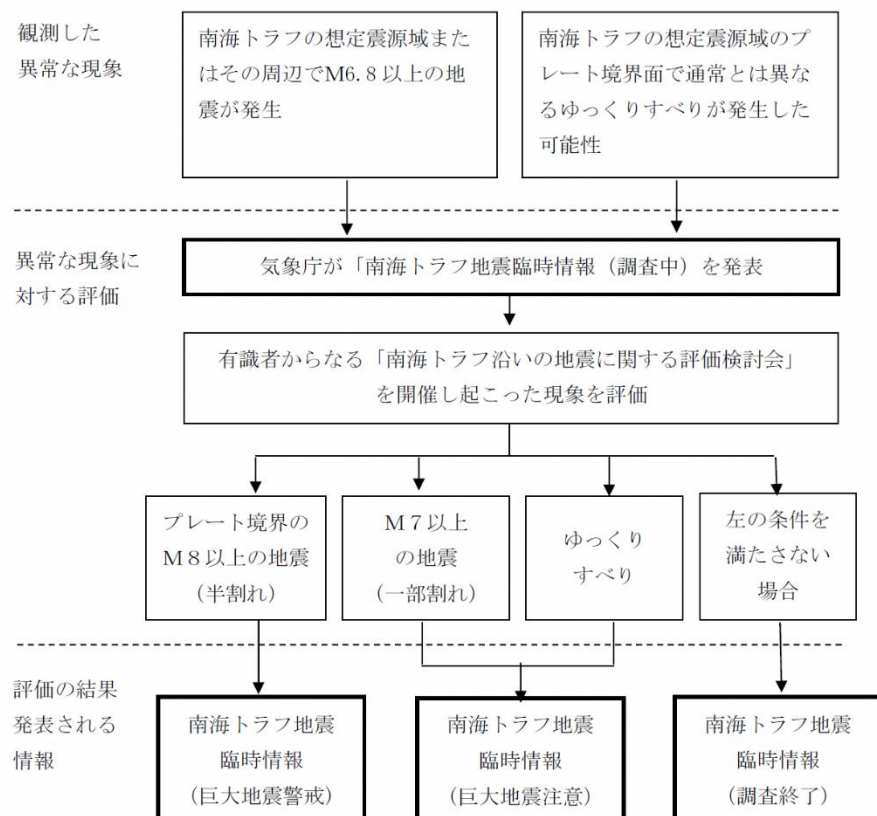 観測した
異常な現象
南海トラフの想定震源域また
はその周辺でM6.8以上の地
震が発生
南海トラフの想定震源域のプ
レート境界面で通常とは異な
るゆっくりすべりが発生した
可能性
異常な現象に
対する評価
気象庁が「南海トラフ地震臨時情報（調査中）を発表
有識者からなる「南海トラフ沿いの地震に関する評価検討会」
を開催し起こった現象を評価
プレート境界の
M８以上の地震
（半割れ）
M７以上
の地震
（一部割れ）
ゆっくり
すべり
左の条件を
満たさない
場合
評価の結果
発表される
情報
南海トラフ地震
臨時情報
（巨大地震警戒）
南海トラフ地震
臨時情報
（巨大地震注意）
南海トラフ地震
臨時情報
（調査終了）